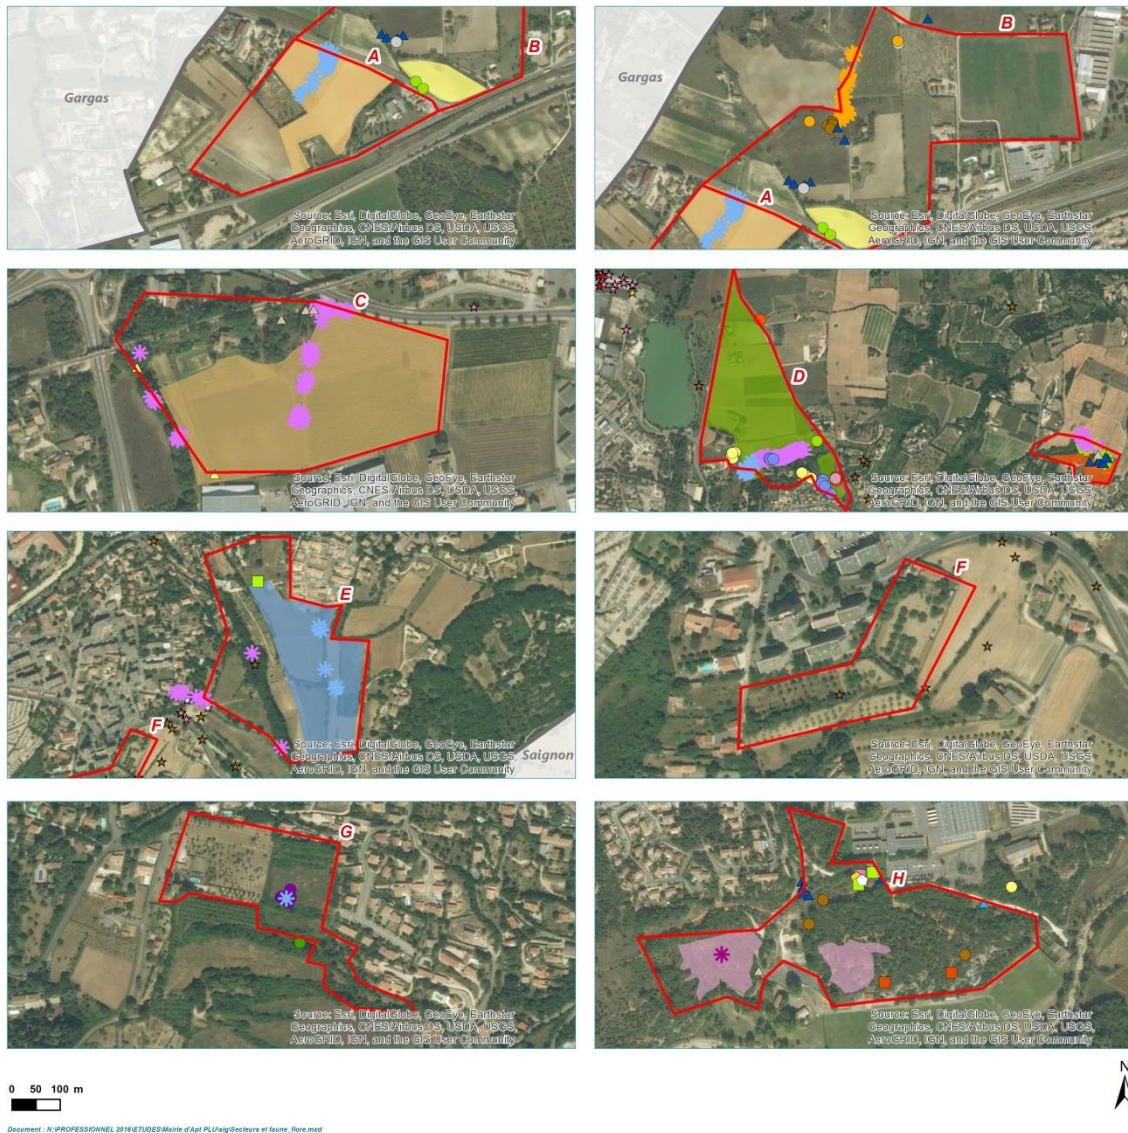 A
B
Gargas
Source: Esri, DigitalGlobe, GeoEye, Earthstar
Geographics, CNES/Airbus DS, USDA, USGS,
AeroGRID, IGN, and the GIS User Community
B
Gargas
A
Source: Esri, DigitalGlobe, GeoEye, Earthstar
Geographics, CNES/Airbus DS, USDA, USGS,
AeroGRID, IGN, and the GIS User Community
C
Source: Esri, DigitalGlobe, GeoEye, Earthstar
Geographics, CNES/Airbus DS, USDA, USGS,
AeroGRID, IGN, and the GIS User Community
D
Source: Esri, DigitalGlobe, GeoEye, Earthstar
Geographics, CNES/Airbus DS, USDA, USGS,
AeroGRID, IGN, and the GIS User Community
E
F
Source: Esri, DigitalGlobe, GeoEye, Earthstar
Geographics, CNES/Airbus DS, USDA, USGS,
AeroGRID, IGN, and the GIS User Community
Saignon
F
Source: Esri, DigitalGlobe, GeoEye, Earthstar
Geographics, CNES/Airbus DS, USDA, USGS,
AeroGRID, IGN, and the GIS User Community
G
Source: Esri, DigitalGlobe, GeoEye, Earthstar
Geographics, CNES/Airbus DS, USDA, USGS,
AeroGRID, IGN, and the GIS User Community
H
Source: Esri, DigitalGlobe, GeoEye, Earthstar
Geographics, CNES/Airbus DS, USDA, USGS,
AeroGRID, IGN, and the GIS User Community
N
0 50 100 m
Document : N:\PROFESSIONNEL 2016\ETUDES\Mairie d'Apt PLU\sig\Secteurs et faune_flore.mxd